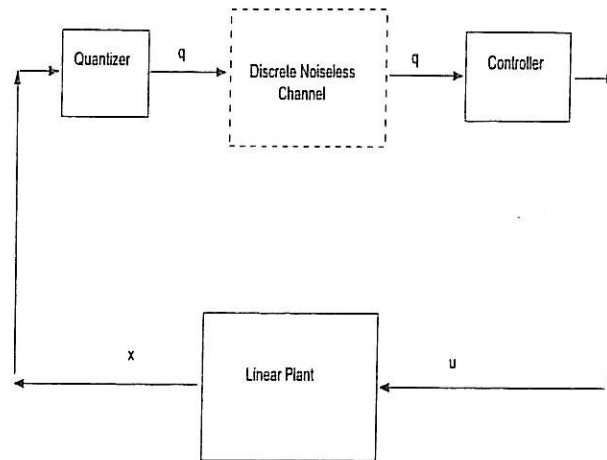 Quantizer
q
Discrete Noiseless
Channel
q
Controller
x
Linear Plant
u